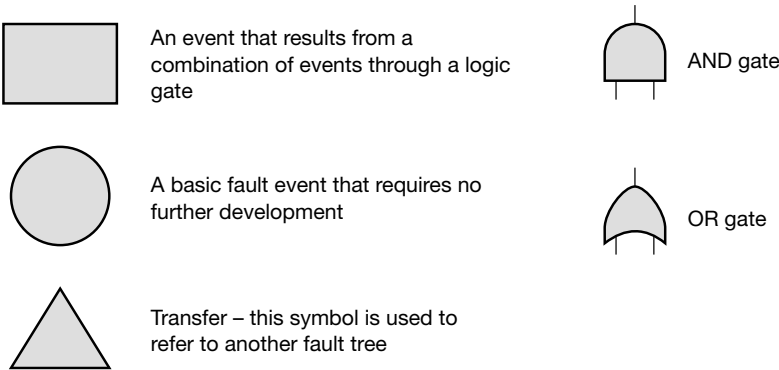 An event that results from a
combination of events through a logic
gate
AND gate
A basic fault event that requires no
further development
OR gate
Transfer – this symbol is used to
refer to another fault tree